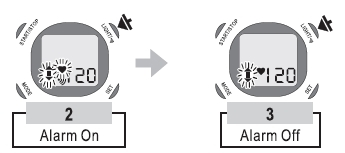 START/STOP
LIGHT/
MODE
SET
20
2
Alarm On
START/STOP
LIGHT/
MODE
SET
120
3
Alarm Off